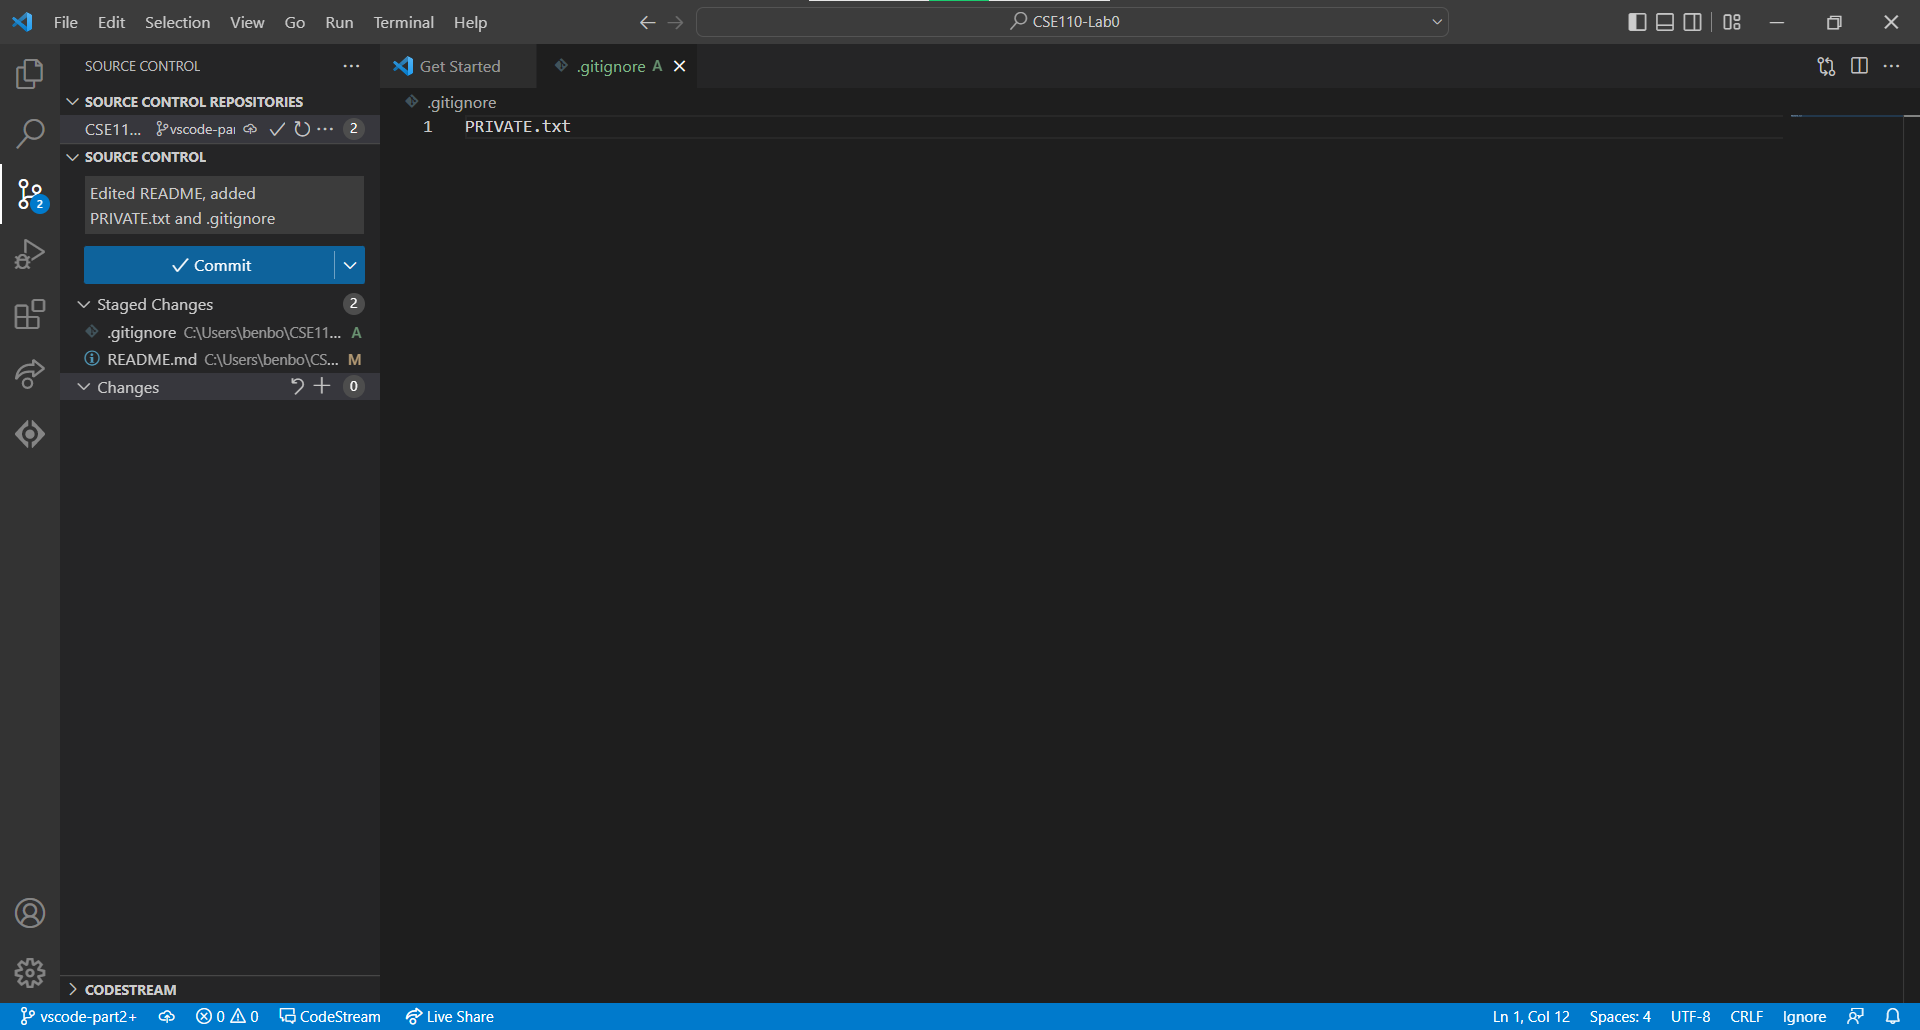 File Edit Selection View Go Run Terminal Help
CSE110-Lab0
SOURCE CONTROL
Get Started
.gitignore A
SOURCE CONTROL REPOSITORIES
.gitignore
CSE11... vscode-par 2
1 PRIVATE.txt
SOURCE CONTROL
Edited README, added
PRIVATE.txt and .gitignore
2
Commit
Staged Changes 2
.gitignore C:\Users\benbo\CSE11... A
README.md C:\Users\benbo\CS... M
Changes 0
CODESTREAM
vscode-part2+ 0 0 CodeStream Live Share Ln 1, Col 12 Spaces: 4 UTF-8 CRLF Ignore